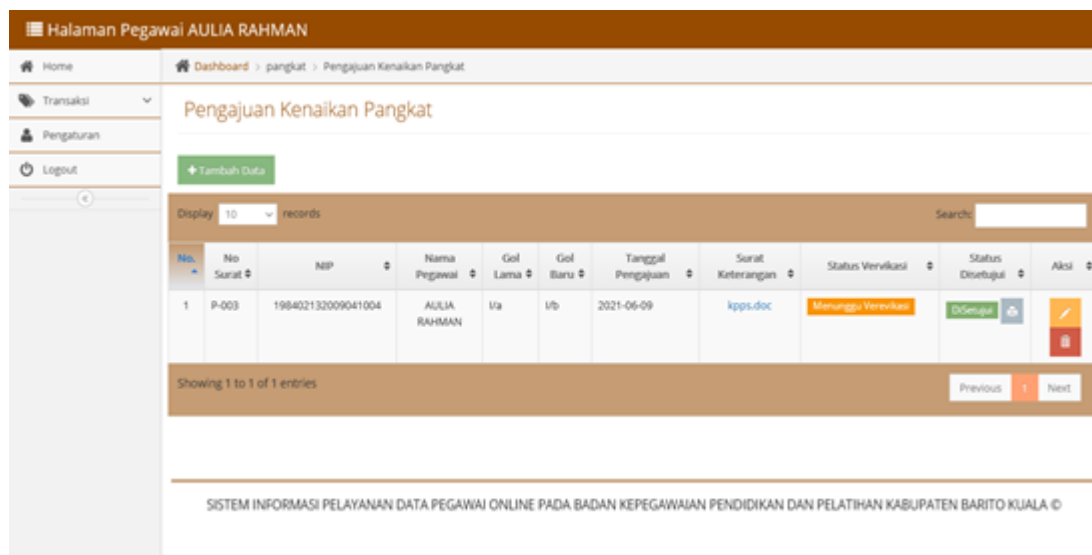 Halaman Pegawai AULIA RAHMAN
Home
Transaksi
Pengaturan
Logout
Dashboard > pangkat > Pengajuan Kenaikan Pangkat
Pengajuan Kenaikan Pangkat
+Tambah Data
Display 10 records
Search:
No. No Surat NIP Nama Pegawai Gol Lama Gol Baru Tanggal Pengajuan Surat Keterangan Status Vervikasi Status Disetujui Aksi
1 P-003 198402132009041004 AULIA RAHMAN I/a I/b 2021-06-09 kpps.doc Menunggu Verevikasi DiSetujui
Showing 1 to 1 of 1 entries
Previous 1 Next
SISTEM INFORMASI PELAYANAN DATA PEGAWAI ONLINE PADA BADAN KEPEGAWAIAN PENDIDIKAN DAN PELATIHAN KABUPATEN BARITO KUALA ©